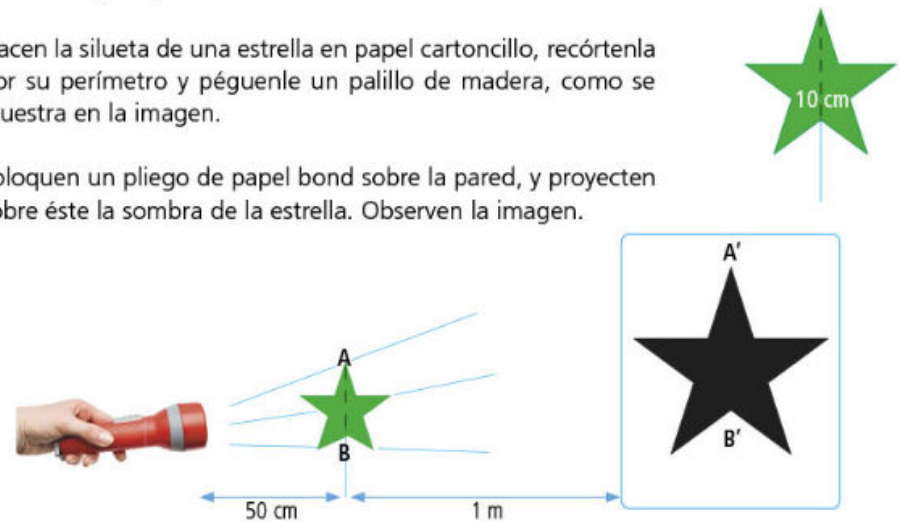 acen la silueta de una estrella en papel cartoncillo, recórtenla
or su perímetro y péguenle un palillo de madera, como se
uestra en la imagen.
10 cm
oloquen un pliego de papel bond sobre la pared, y proyecten
obre éste la sombra de la estrella. Observen la imagen.
A'
A
B'
B
50 cm
1 m